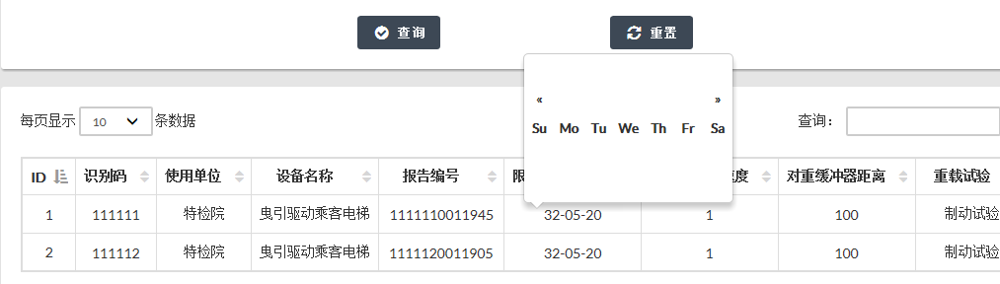 查询 重置
« »
Su Mo Tu We Th Fr Sa
每页显示 10 条数据 查询：
ID 识别码 使用单位 设备名称 报告编号 对重缓冲器距离 重载试验
1 111111 特检院 曳引驱动乘客电梯 1111110011945 32-05-20 1 100 制动试验
2 111112 特检院 曳引驱动乘客电梯 1111120011905 32-05-20 1 100 制动试验